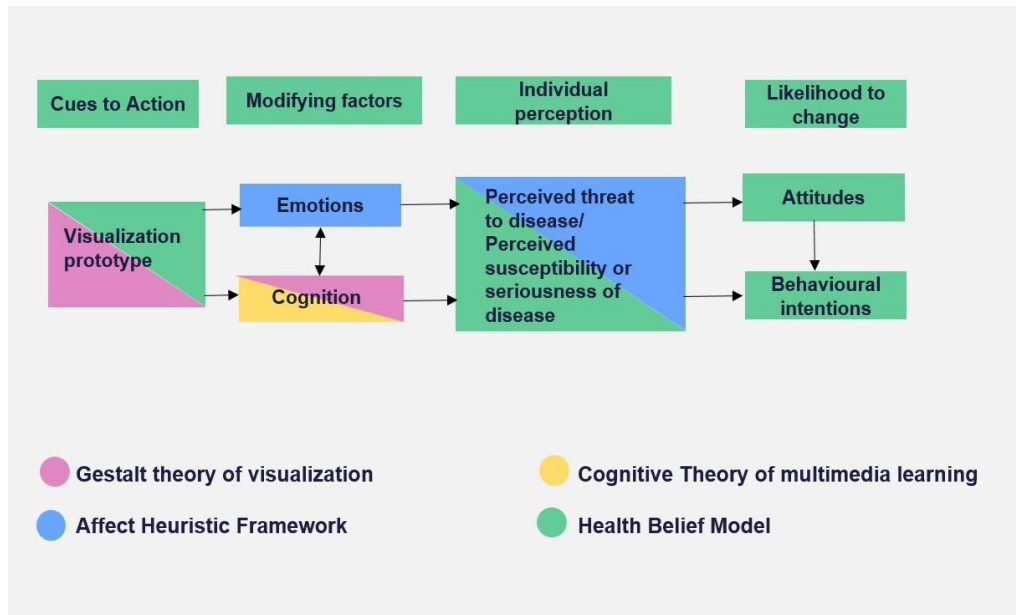 Cues to Action
Modifying factors
Individual
perception
Likelihood to
change
Visualization
prototype
Emotions
Cognition
Perceived threat
to disease/
Perceived
susceptibility or
seriousness of
disease
Attitudes
Behavioural
intentions
Gestalt theory of visualization
Cognitive Theory of multimedia learning
Affect Heuristic Framework
Health Belief Model